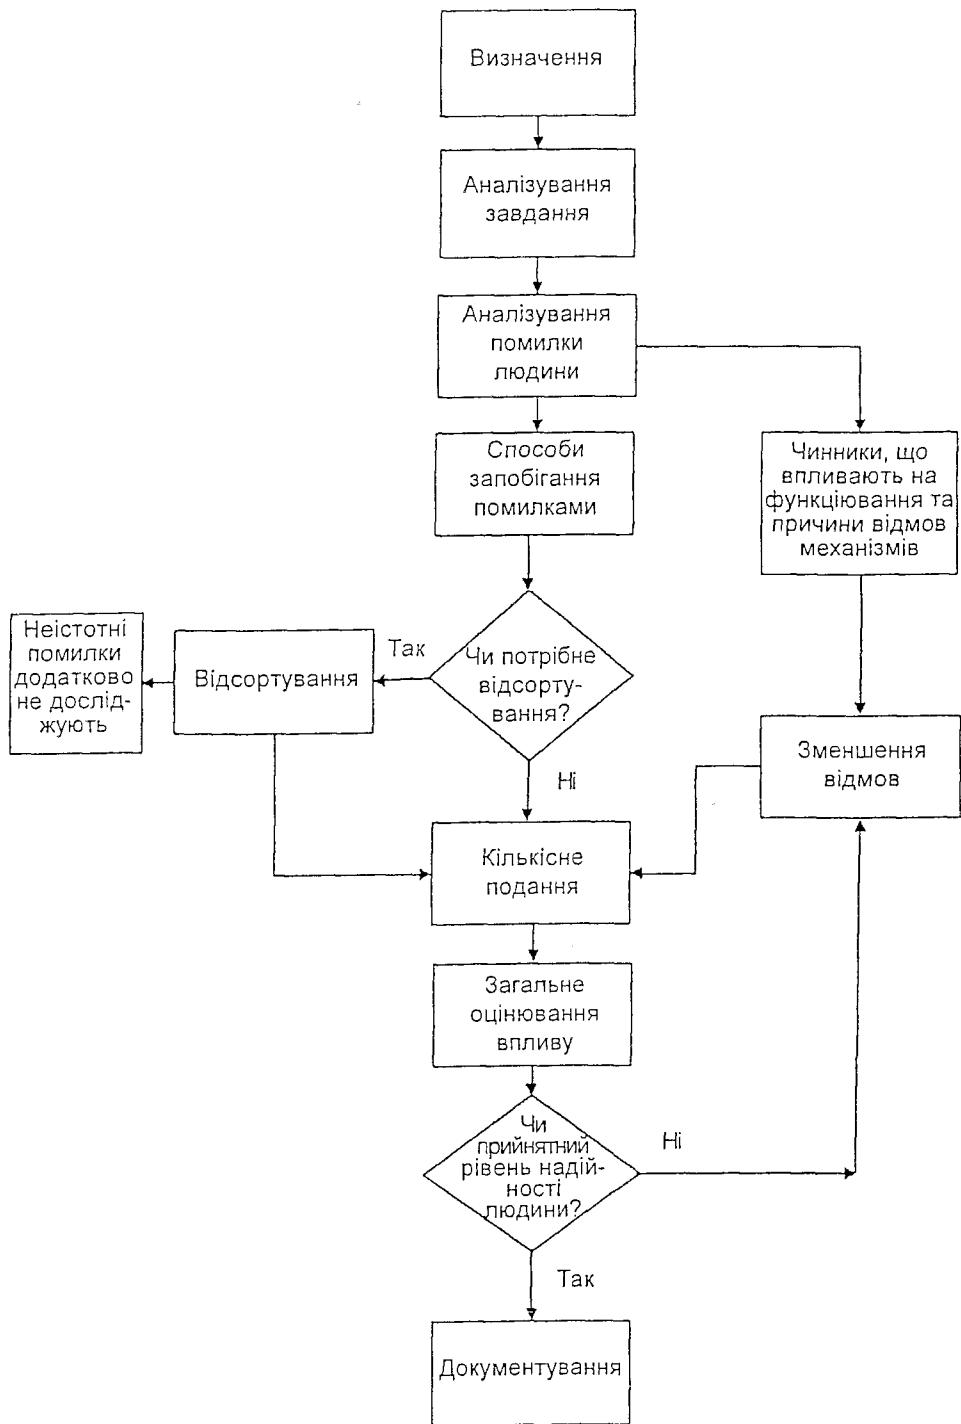 Визначення
Аналізування
завдання
Аналізування
помилки
людини
Способи
запобігання
помилками
Чинники, що
впливають на
функціювання та
причини відмов
механізмів
Неістотні
помилки
додатково
не дослід-
жують
Відсортування
Так
Чи потрібне
відсорту-
вання?
Ні
Зменшення
відмов
Кількісне
подання
Загальне
оцінювання
впливу
Чи
прийнятний
рівень надій-
ності
людини?
Ні
Так
Документування